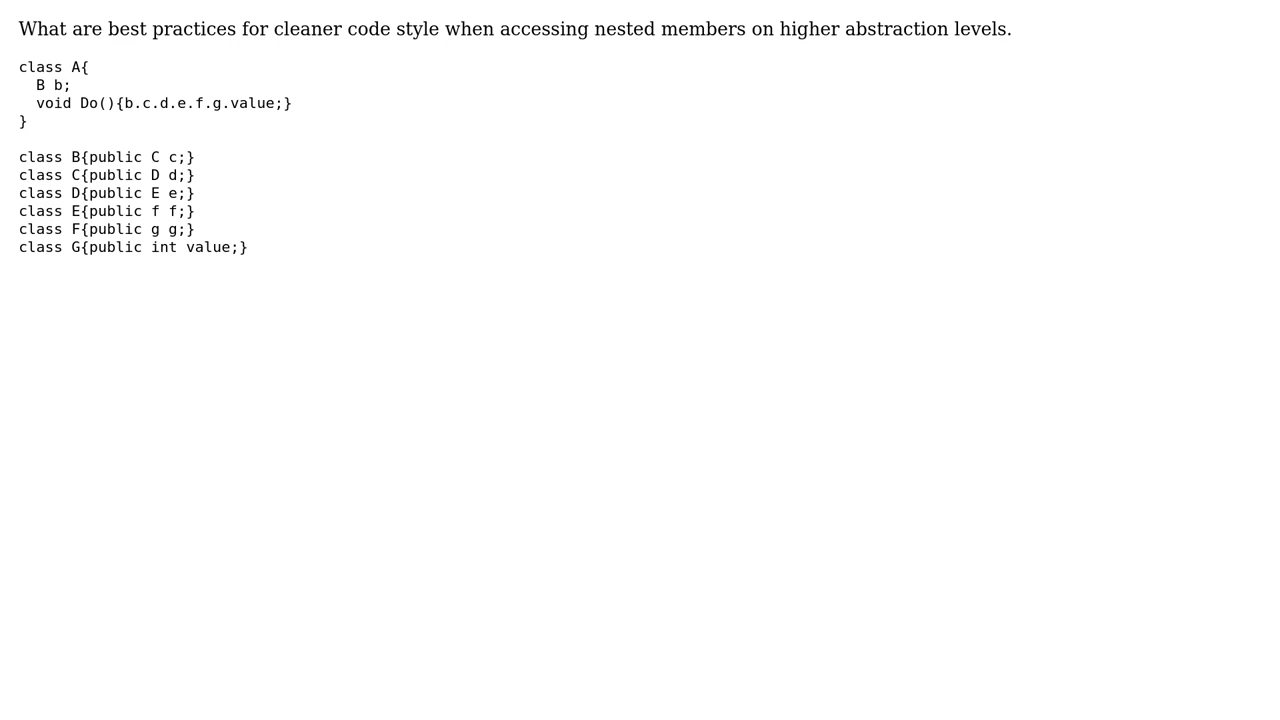 What are best practices for cleaner code style when accessing nested members on higher abstraction levels.
class A{
  B b;
  void Do(){b.c.d.e.f.g.value;}
}
class B{public C c;}
class C{public D d;}
class D{public E e;}
class E{public f f;}
class F{public g g;}
class G{public int value;}